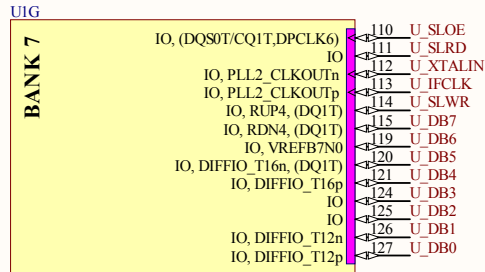 U1G
BANK 7
IO, (DQS0T/CQ1T,DPCLK6) 110 U_SLOE
IO 111 U_SLRD
IO, PLL2_CLKOUTn 112 U_XTALIN
IO, PLL2_CLKOUTp 113 U_IFCLK
IO, RUP4, (DQ1T) 114 U_SLWR
IO, RDN4, (DQ1T) 115 U_DB7
IO, VREFB7N0 119 U_DB6
IO, DIFFIO_T16n, (DQ1T) 120 U_DB5
IO, DIFFIO_T16p 121 U_DB4
IO 124 U_DB3
IO 125 U_DB2
IO, DIFFIO_T12n 126 U_DB1
IO, DIFFIO_T12p 127 U_DB0